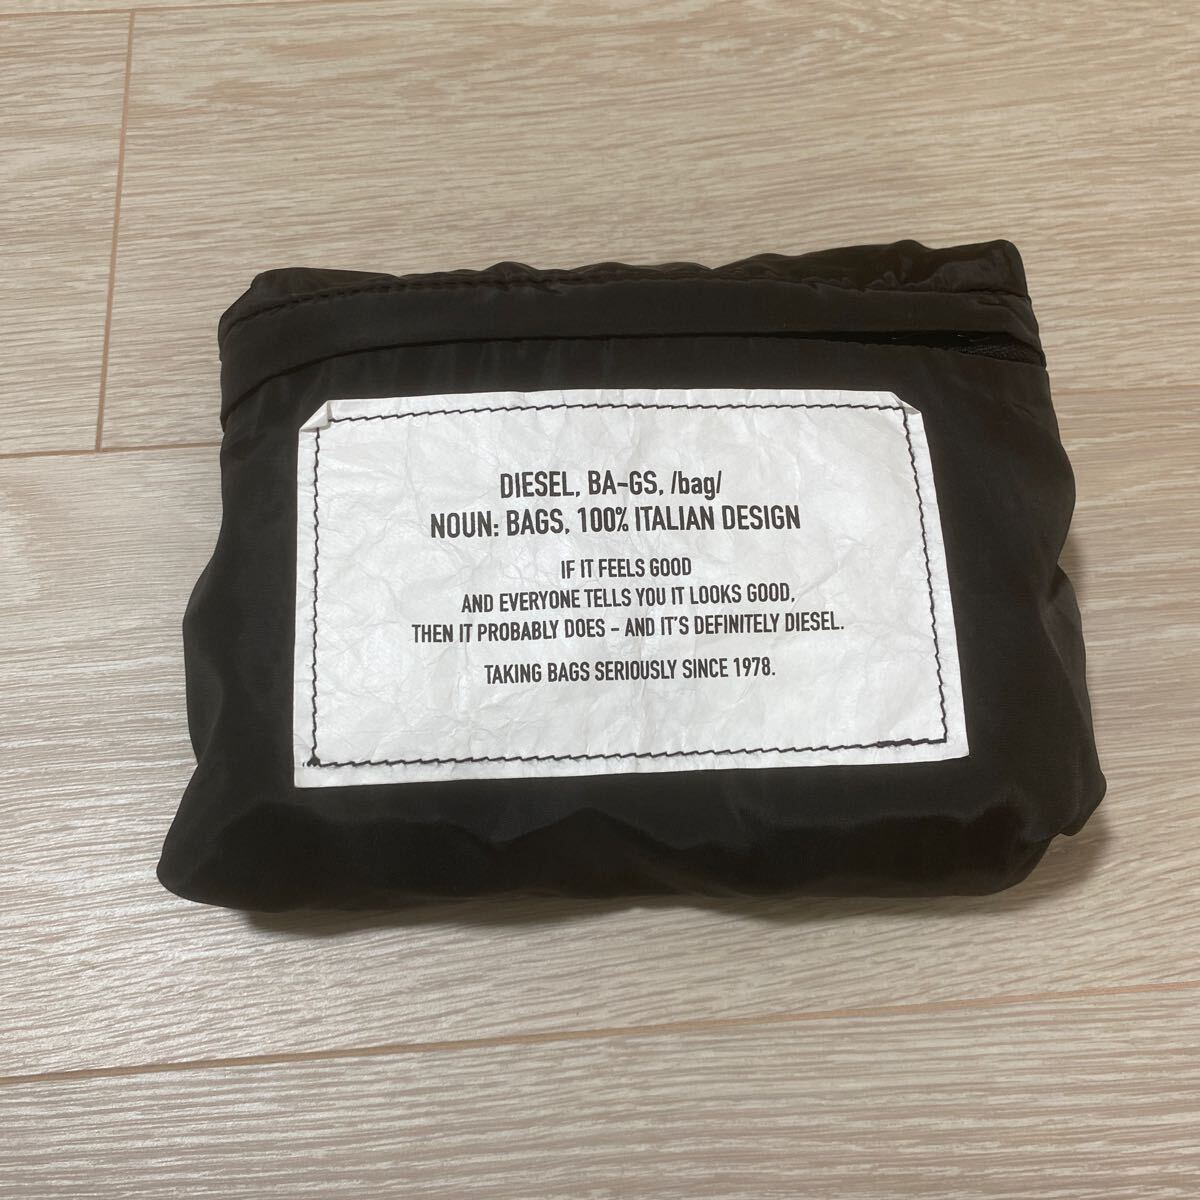 DIESEL, BA-GS, /bag/
NOUN: BAGS, 100% ITALIAN DESIGN
IF IT FEELS GOOD
AND EVERYONE TELLS YOU IT LOOKS GOOD,
THEN IT PROBABLY DOES - AND IT'S DEFINITELY DIESEL.
TAKING BAGS SERIOUSLY SINCE 1978.